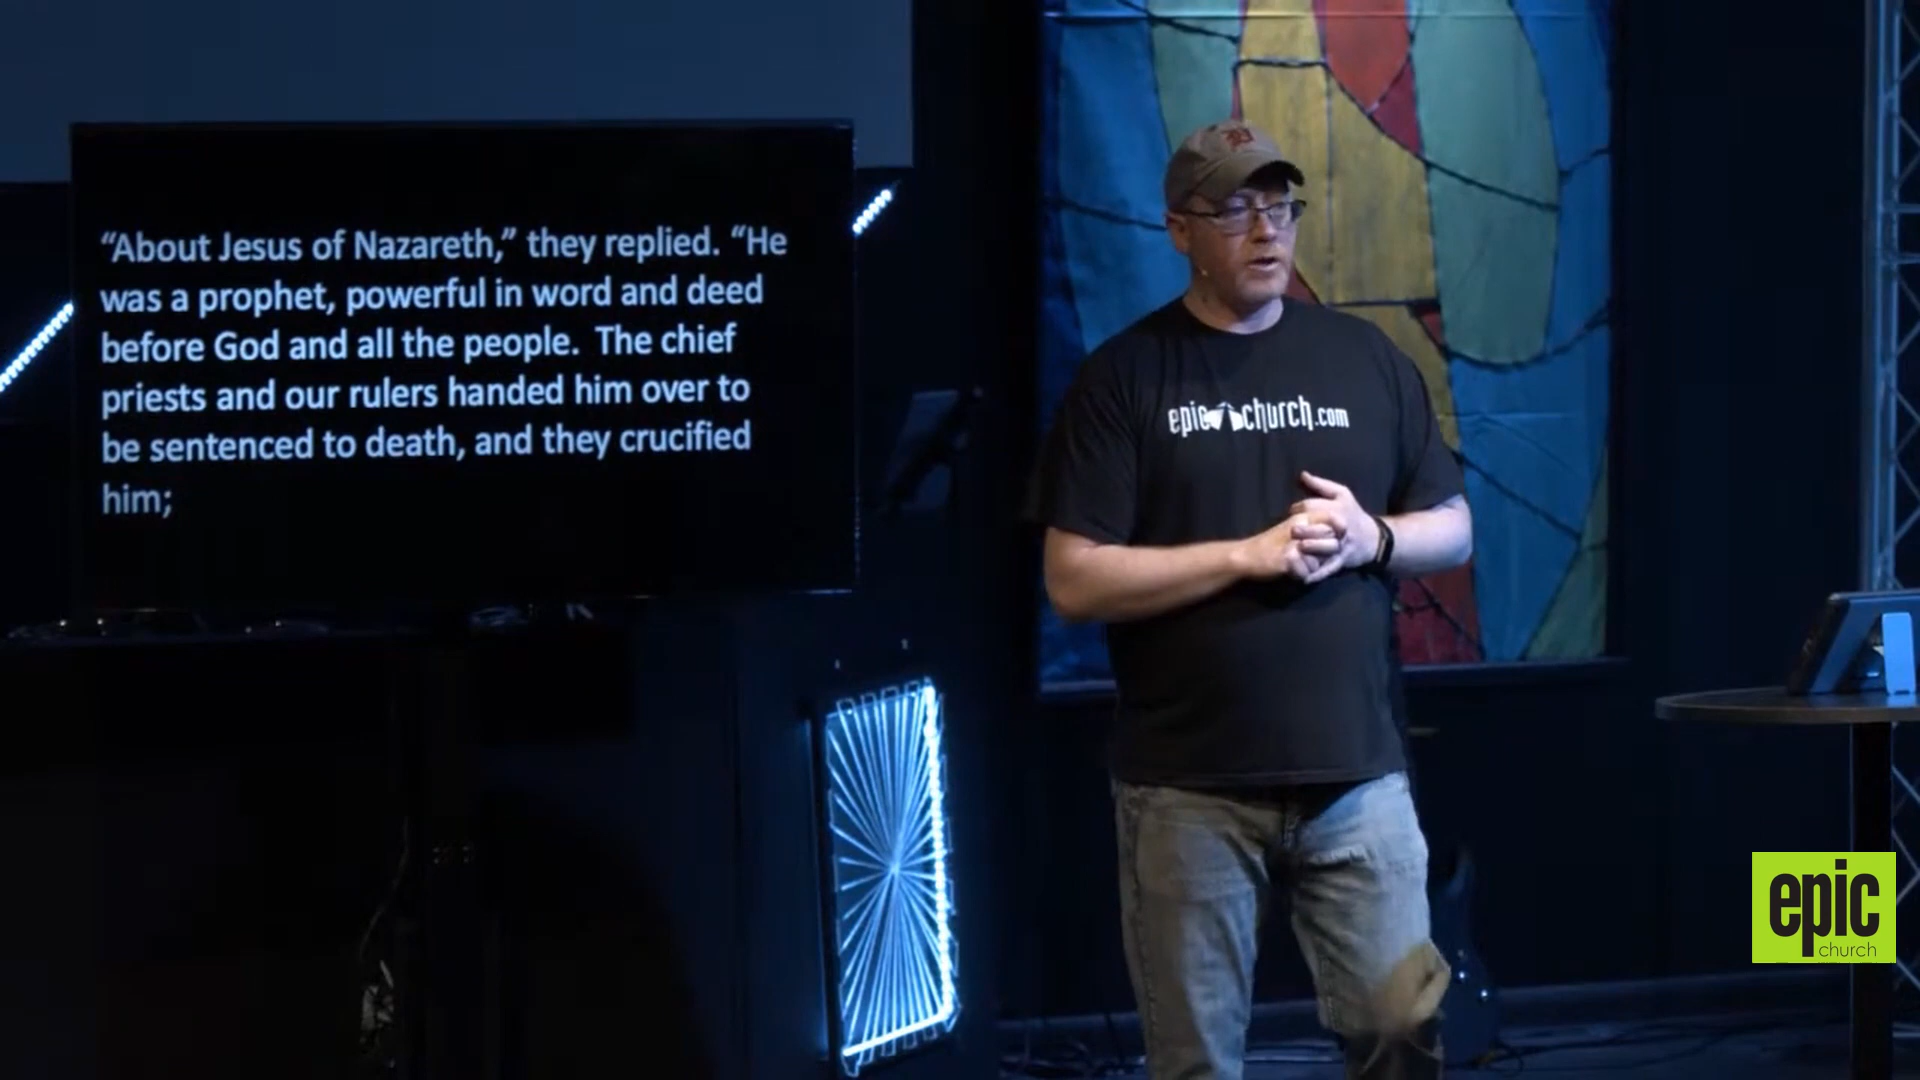 “About Jesus of Nazareth,” they replied. “He
was a prophet, powerful in word and deed
before God and all the people. The chief
priests and our rulers handed him over to
be sentenced to death, and they crucified
him;
epic church.com
epic
church